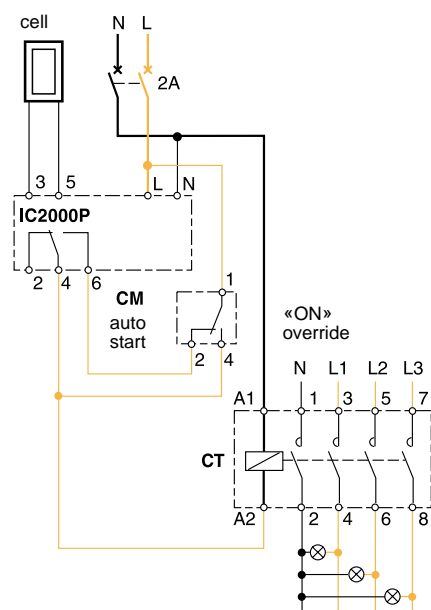 cell
N L
2A
3 5 L N
IC2000P
2 4 6
CM
auto
start
1
2 4
«ON»
override
N L1 L2 L3
A1 1 3 5 7
CT
A2 2 4 6 8